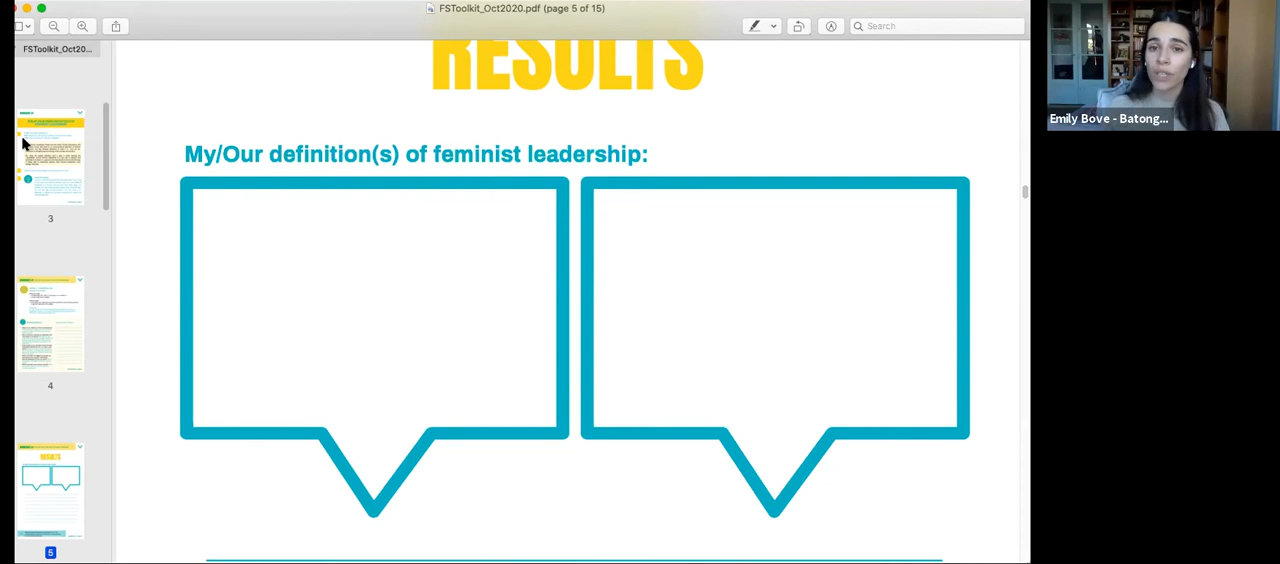 FSToolkit_Oct2020.pdf (page 5 of 15)
Search
FSToolkit_Oct20...
3
4
RESULTS
5
RESULTS
My/Our definition(s) of feminist leadership:
Emily Bove - Batong...